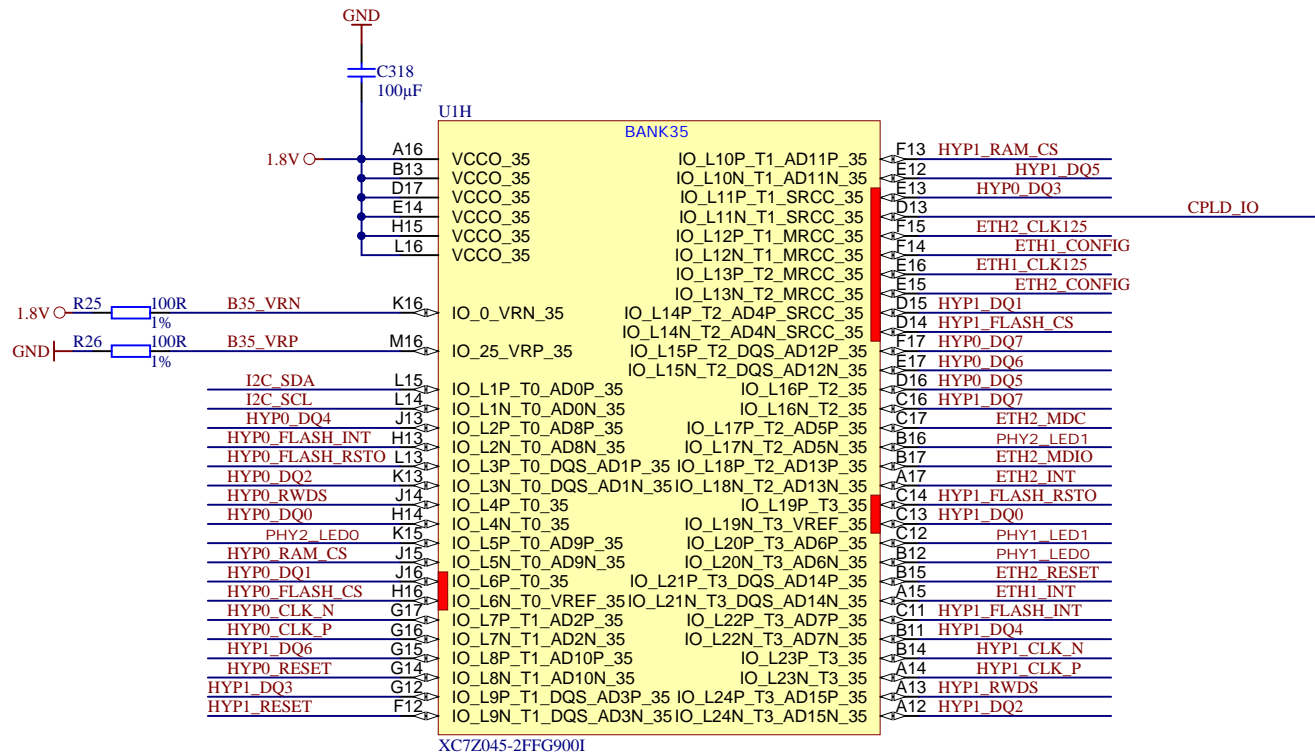 GND
C318
100µF
U1H
BANK35
1.8V
A16 VCCO_35
B13 VCCO_35
D17 VCCO_35
E14 VCCO_35
H15 VCCO_35
L16 VCCO_35
1.8V R25 100R 1% B35_VRN K16 IO_0_VRN_35
GND R26 100R 1% B35_VRP M16 IO_25_VRP_35
I2C_SDA L15 IO_L1P_T0_AD0P_35
I2C_SCL L14 IO_L1N_T0_AD0N_35
HYP0_DQ4 J13 IO_L2P_T0_AD8P_35
HYP0_FLASH_INT H13 IO_L2N_T0_AD8N_35
HYP0_FLASH_RSTO L13 IO_L3P_T0_DQS_AD1P_35
HYP0_DQ2 K13 IO_L3N_T0_DQS_AD1N_35
HYP0_RWDS J14 IO_L4P_T0_35
HYP0_DQ0 H14 IO_L4N_T0_35
PHY2_LED0 K15 IO_L5P_T0_AD9P_35
HYP0_RAM_CS J15 IO_L5N_T0_AD9N_35
HYP0_DQ1 J16 IO_L6P_T0_35
HYP0_FLASH_CS H16 IO_L6N_T0_VREF_35
HYP0_CLK_N G17 IO_L7P_T1_AD2P_35
HYP0_CLK_P G16 IO_L7N_T1_AD2N_35
HYP1_DQ6 G15 IO_L8P_T1_AD10P_35
HYP0_RESET G14 IO_L8N_T1_AD10N_35
HYP1_DQ3 G12 IO_L9P_T1_DQS_AD3P_35
HYP1_RESET F12 IO_L9N_T1_DQS_AD3N_35
IO_L10P_T1_AD11P_35 F13 HYP1_RAM_CS
IO_L10N_T1_AD11N_35 E12 HYP1_DQ5
IO_L11P_T1_SRCC_35 E13 HYP0_DQ3
IO_L11N_T1_SRCC_35 D13 CPLD_IO
IO_L12P_T1_MRCC_35 F15 ETH2_CLK125
IO_L12N_T1_MRCC_35 F14 ETH1_CONFIG
IO_L13P_T2_MRCC_35 E16 ETH1_CLK125
IO_L13N_T2_MRCC_35 E15 ETH2_CONFIG
IO_L14P_T2_AD4P_SRCC_35 D15 HYP1_DQ1
IO_L14N_T2_AD4N_SRCC_35 D14 HYP1_FLASH_CS
IO_L15P_T2_DQS_AD12P_35 F17 HYP0_DQ7
IO_L15N_T2_DQS_AD12N_35 E17 HYP0_DQ6
IO_L16P_T2_35 D16 HYP0_DQ5
IO_L16N_T2_35 C16 HYP1_DQ7
IO_L17P_T2_AD5P_35 C17 ETH2_MDC
IO_L17N_T2_AD5N_35 B16 PHY2_LED1
IO_L18P_T2_AD13P_35 B17 ETH2_MDIO
IO_L18N_T2_AD13N_35 A17 ETH2_INT
IO_L19P_T3_35 C14 HYP1_FLASH_RSTO
IO_L19N_T3_VREF_35 C13 HYP1_DQ0
IO_L20P_T3_AD6P_35 C12 PHY1_LED1
IO_L20N_T3_AD6N_35 B12 PHY1_LED0
IO_L21P_T3_DQS_AD14P_35 B15 ETH2_RESET
IO_L21N_T3_DQS_AD14N_35 A15 ETH1_INT
IO_L22P_T3_AD7P_35 C11 HYP1_FLASH_INT
IO_L22N_T3_AD7N_35 B11 HYP1_DQ4
IO_L23P_T3_35 B14 HYP1_CLK_N
IO_L23N_T3_35 A14 HYP1_CLK_P
IO_L24P_T3_AD15P_35 A13 HYP1_RWDS
IO_L24N_T3_AD15N_35 A12 HYP1_DQ2
XC7Z045-2FFG900I